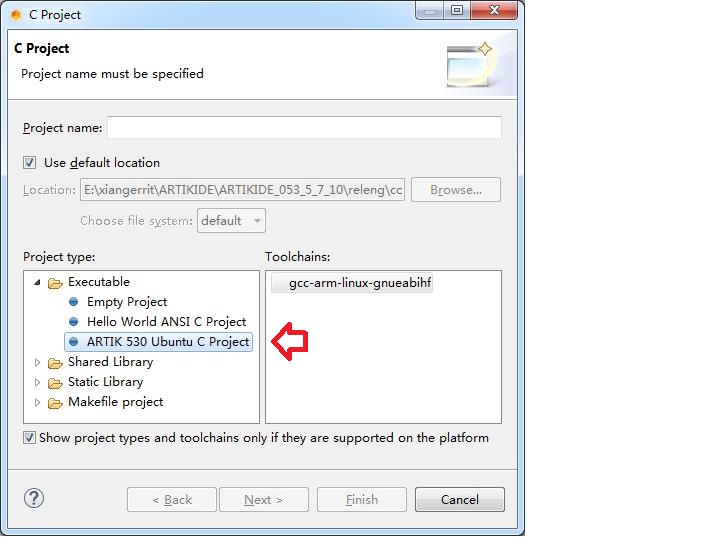 C Project
C Project
Project name must be specified
Project name:
Use default location
Location: E:\xiangerrit\ARTIKIDE\ARTIKIDE_053_5_7_10\releng\cc Browse...
Choose file system: default
Project type: Toolchains:
Executable gcc-arm-linux-gnueabihf
Empty Project
Hello World ANSI C Project
ARTIK 530 Ubuntu C Project
Shared Library
Static Library
Makefile project
Show project types and toolchains only if they are supported on the platform
? < Back Next > Finish Cancel